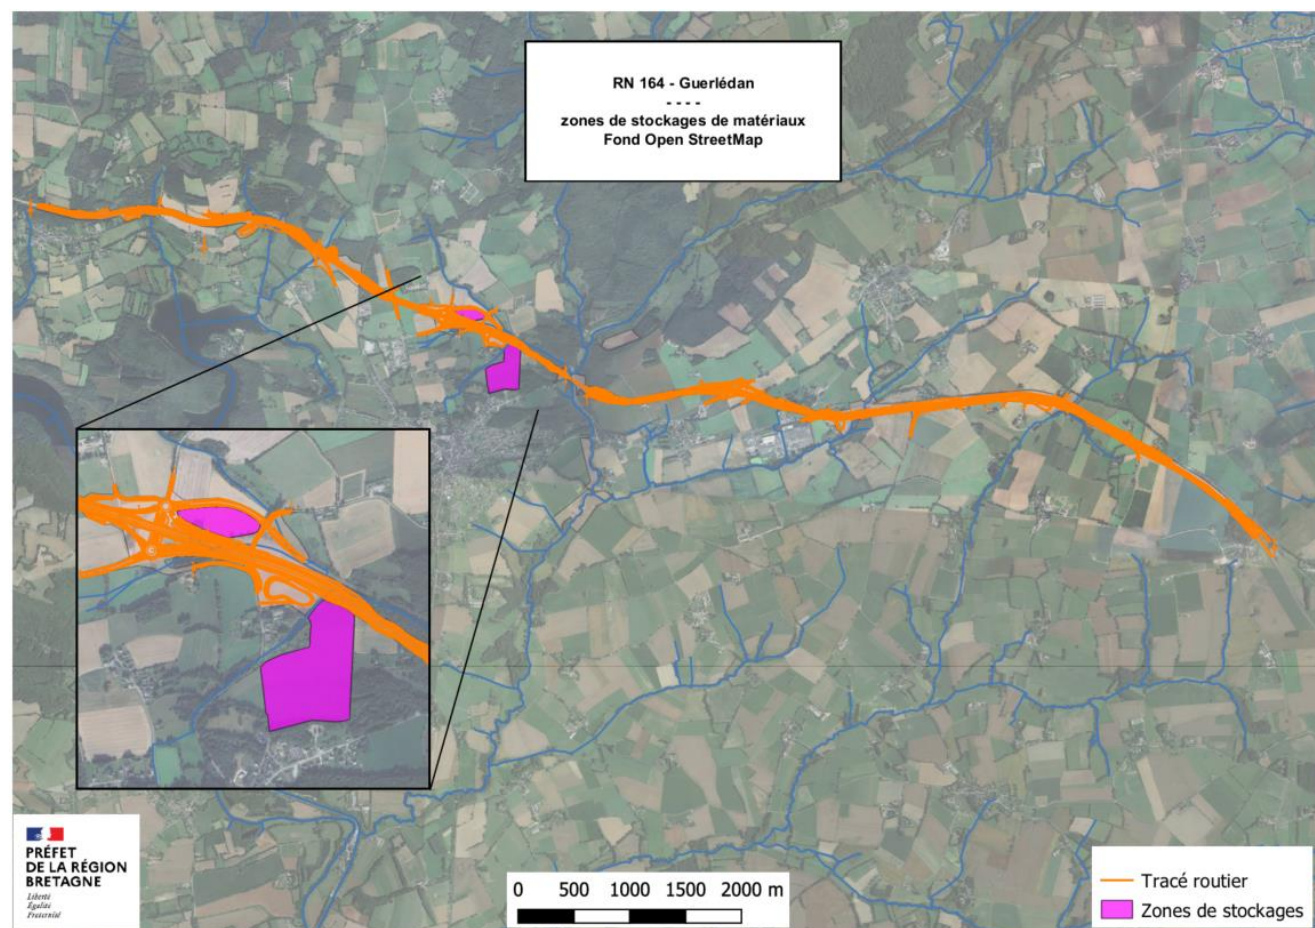 RN 164 - Guerlédan
- - - -
zones de stockages de matériaux
Fond Open StreetMap
PRÉFET
DE LA RÉGION
BRETAGNE
Liberté
Égalité
Fraternité
0 500 1000 1500 2000 m
Tracé routier
Zones de stockages